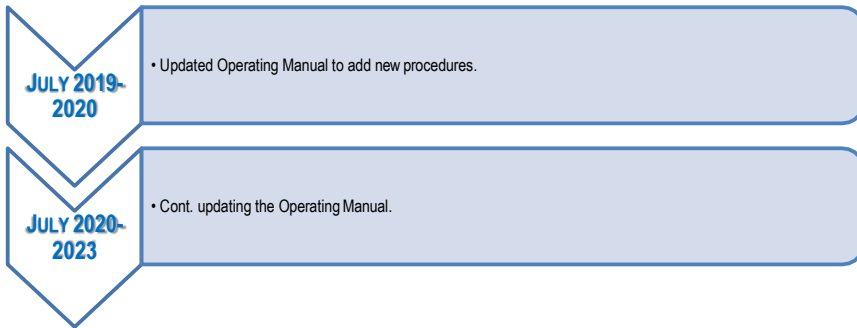 JULY 2019-
2020
• Updated Operating Manual to add new procedures.
JULY 2020-
2023
• Cont. updating the Operating Manual.